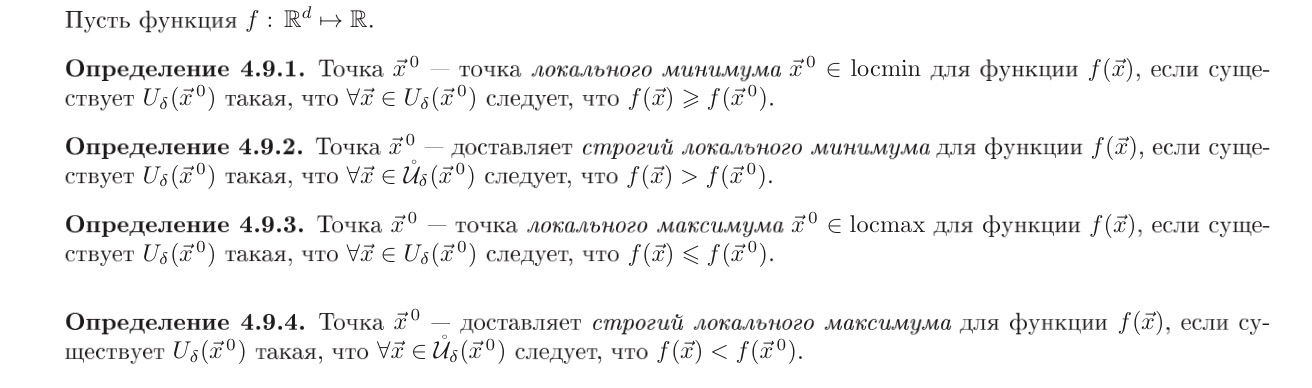 Пусть функция f : ℝᵈ ↦ ℝ.
Определение 4.9.1. Точка x⃗⁰ — точка локального минимума x⃗⁰ ∈ locmin для функции f(x⃗), если суще-
ствует U_δ(x⃗⁰) такая, что ∀x⃗ ∈ U_δ(x⃗⁰) следует, что f(x⃗) ⩾ f(x⃗⁰).
Определение 4.9.2. Точка x⃗⁰ — доставляет строгий локального минимума для функции f(x⃗), если суще-
ствует U_δ(x⃗⁰) такая, что ∀x⃗ ∈ 𝒰̊_δ(x⃗⁰) следует, что f(x⃗) > f(x⃗⁰).
Определение 4.9.3. Точка x⃗⁰ — точка локального максимума x⃗⁰ ∈ locmax для функции f(x⃗), если суще-
ствует U_δ(x⃗⁰) такая, что ∀x⃗ ∈ U_δ(x⃗⁰) следует, что f(x⃗) ⩽ f(x⃗⁰).
Определение 4.9.4. Точка x⃗⁰ — доставляет строгий локального максимума для функции f(x⃗), если су-
ществует U_δ(x⃗⁰) такая, что ∀x⃗ ∈ 𝒰̊_δ(x⃗⁰) следует, что f(x⃗) < f(x⃗⁰).